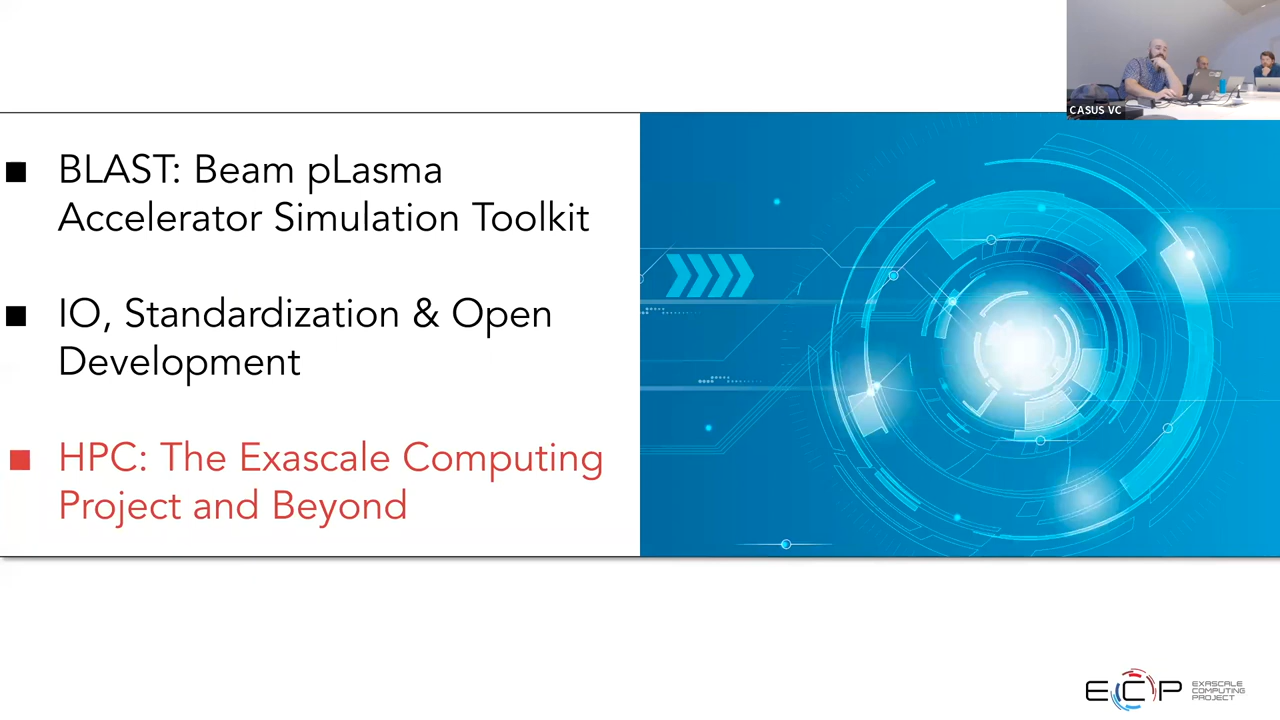 CASUS VC
BLAST: Beam pLasma
Accelerator Simulation Toolkit
IO, Standardization & Open
Development
HPC: The Exascale Computing
Project and Beyond
ECP
EXASCALE
COMPUTING
PROJECT